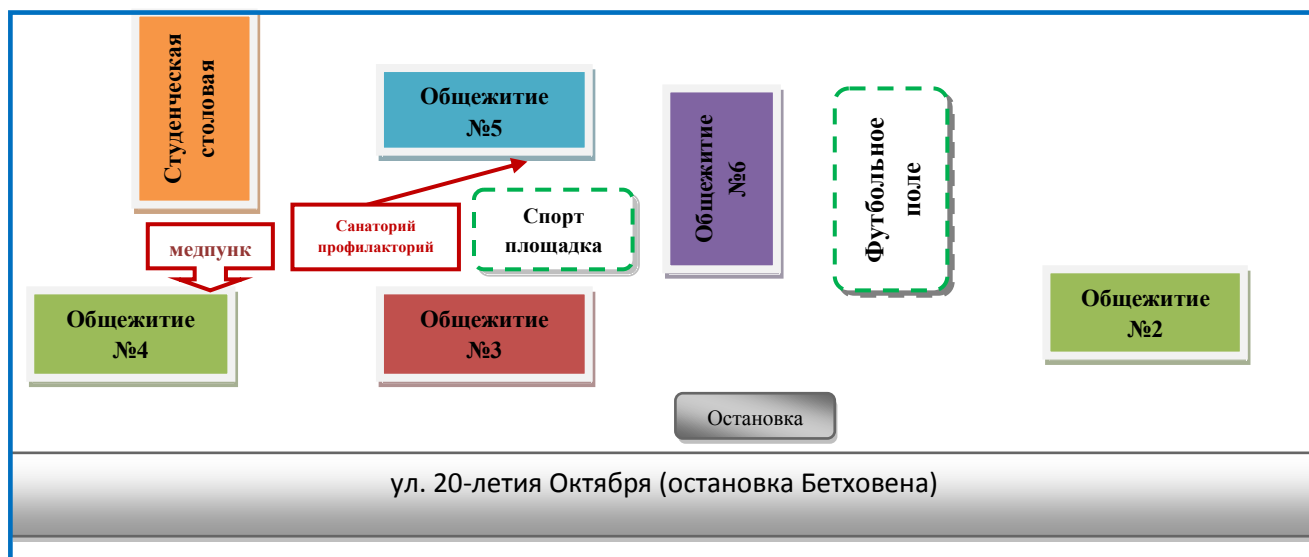 Студенческая
столовая
Общежитие
№5
Общежитие
№6
Футбольное
поле
медпунк
Санаторий
профилакторий
Спорт
площадка
Общежитие
№4
Общежитие
№3
Общежитие
№2
Остановка
ул. 20-летия Октября (остановка Бетховена)